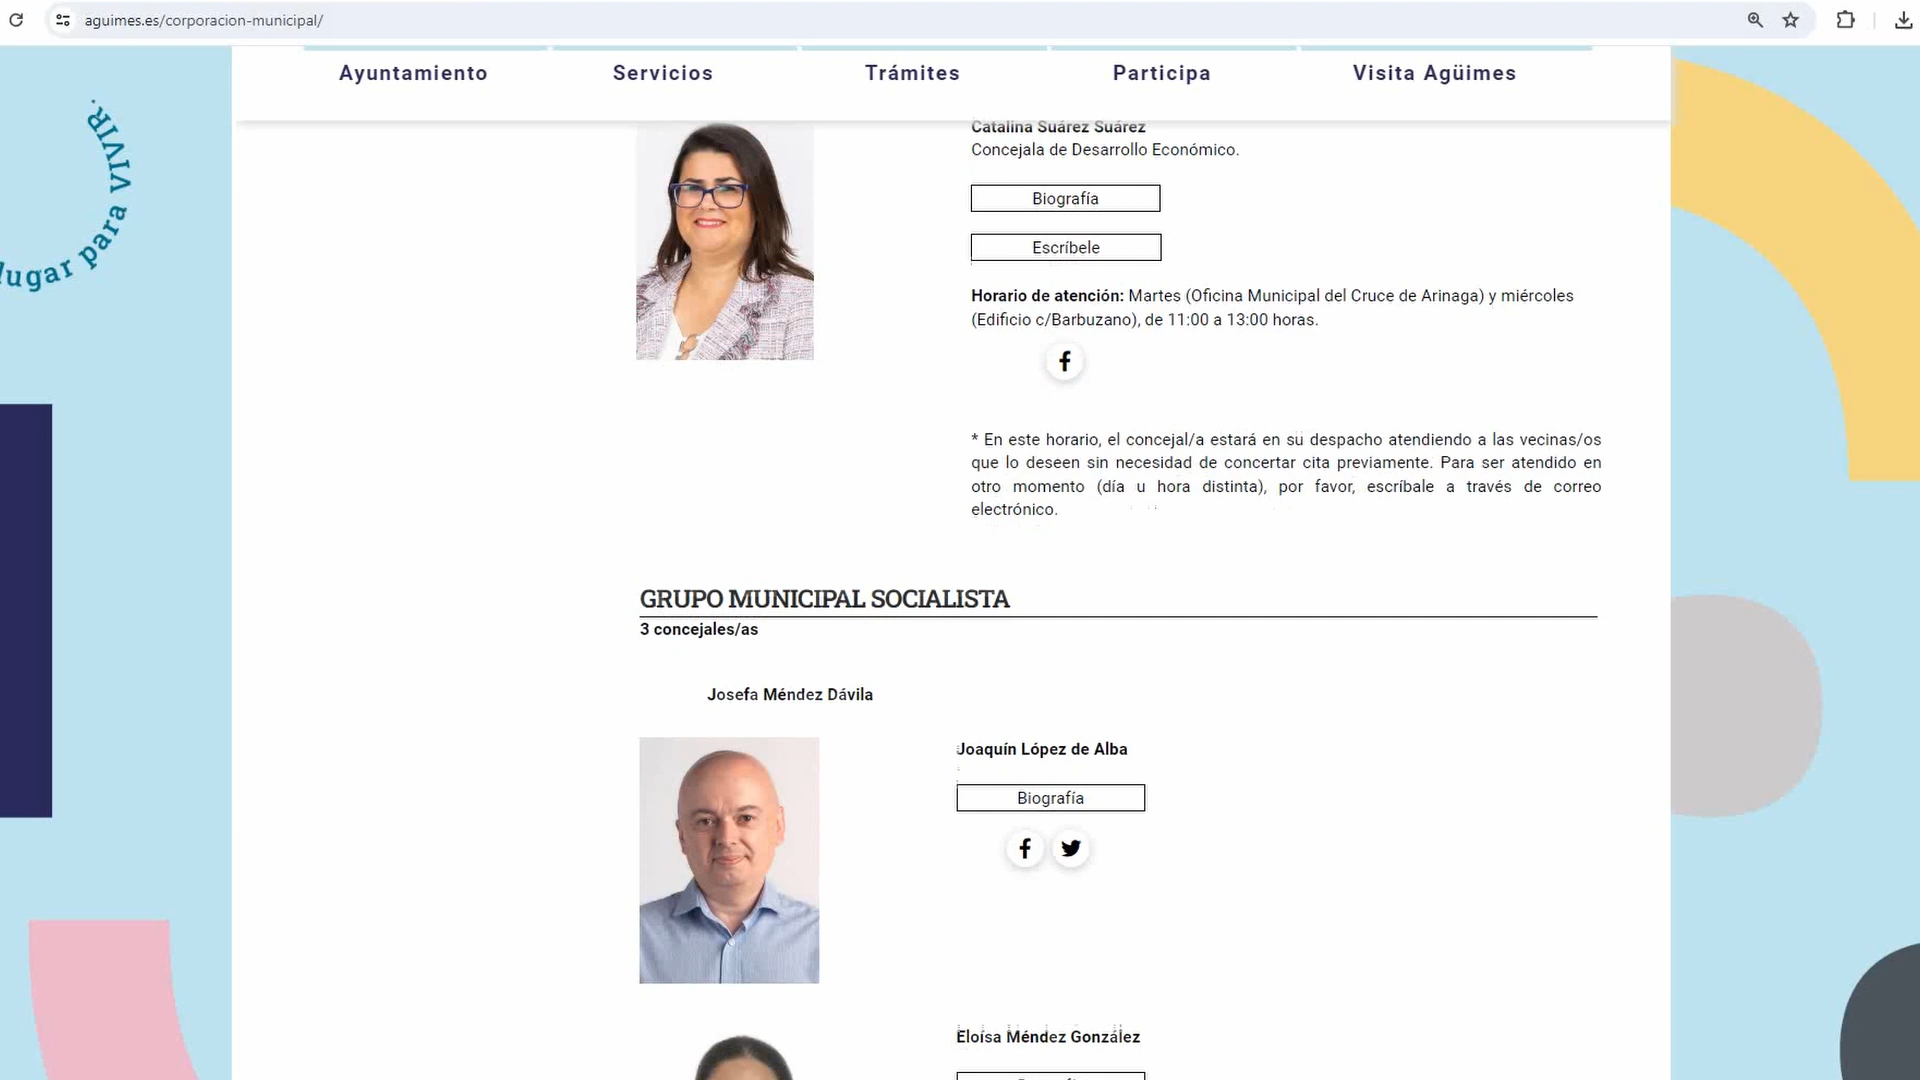 aguimes.es/corporacion-municipal/
Ayuntamiento
Servicios
Trámites
Participa
Visita Agüimes
lugar para VIVIR.
Catalina Suárez Suárez
Concejala de Desarrollo Económico.
Biografía
Escríbele
Horario de atención: Martes (Oficina Municipal del Cruce de Arinaga) y miércoles
(Edificio c/Barbuzano), de 11:00 a 13:00 horas.
* En este horario, el concejal/a estará en su despacho atendiendo a las vecinas/os
que lo deseen sin necesidad de concertar cita previamente. Para ser atendido en
otro momento (día u hora distinta), por favor, escríbale a través de correo
electrónico.
GRUPO MUNICIPAL SOCIALISTA
3 concejales/as
Josefa Méndez Dávila
Joaquín López de Alba
Biografía
Eloísa Méndez González